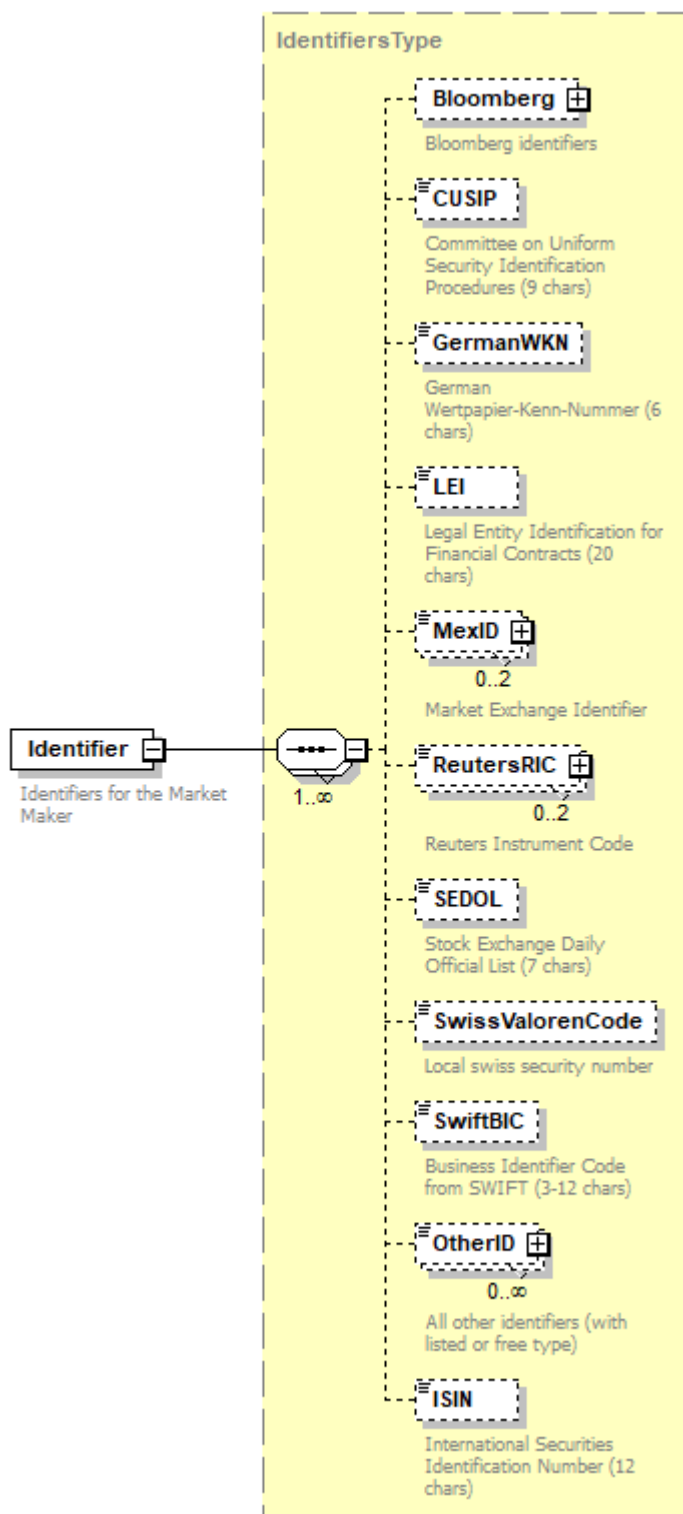 IdentifiersType
Bloomberg
Bloomberg identifiers
CUSIP
Committee on Uniform
Security Identification
Procedures (9 chars)
GermanWKN
German
Wertpapier-Kenn-Nummer (6
chars)
LEI
Legal Entity Identification for
Financial Contracts (20
chars)
MexID
0..2
Market Exchange Identifier
Identifier
Identifiers for the Market
Maker
1..∞
ReutersRIC
0..2
Reuters Instrument Code
SEDOL
Stock Exchange Daily
Official List (7 chars)
SwissValorenCode
Local swiss security number
SwiftBIC
Business Identifier Code
from SWIFT (3-12 chars)
OtherID
0..∞
All other identifiers (with
listed or free type)
ISIN
International Securities
Identification Number (12
chars)